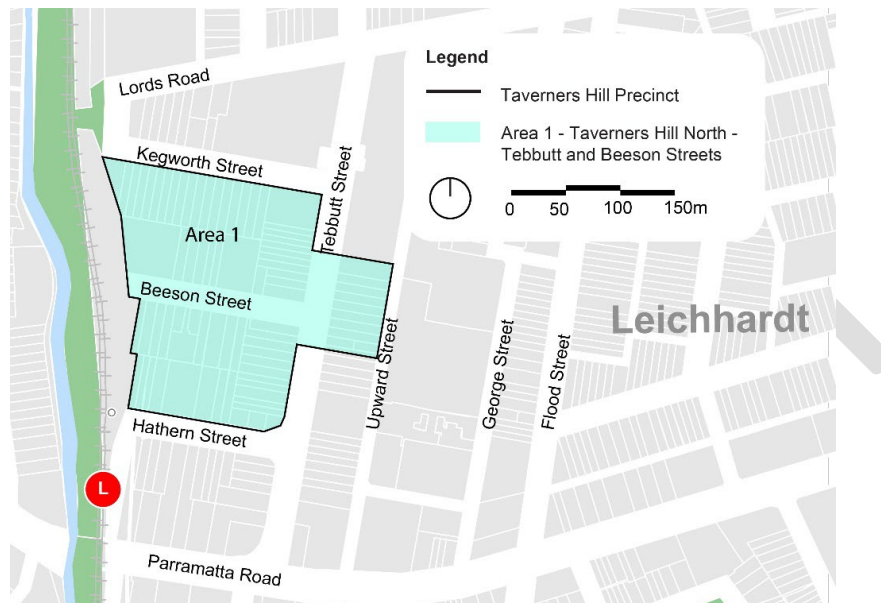 Legend
Taverners Hill Precinct
Area 1 - Taverners Hill North -
Tebbutt and Beeson Streets
0 50 100 150m
Lords Road
Kegworth Street
Tebbutt Street
Area 1
Beeson Street
Leichhardt
Upward Street
George Street
Flood Street
Hathern Street
L
Parramatta Road